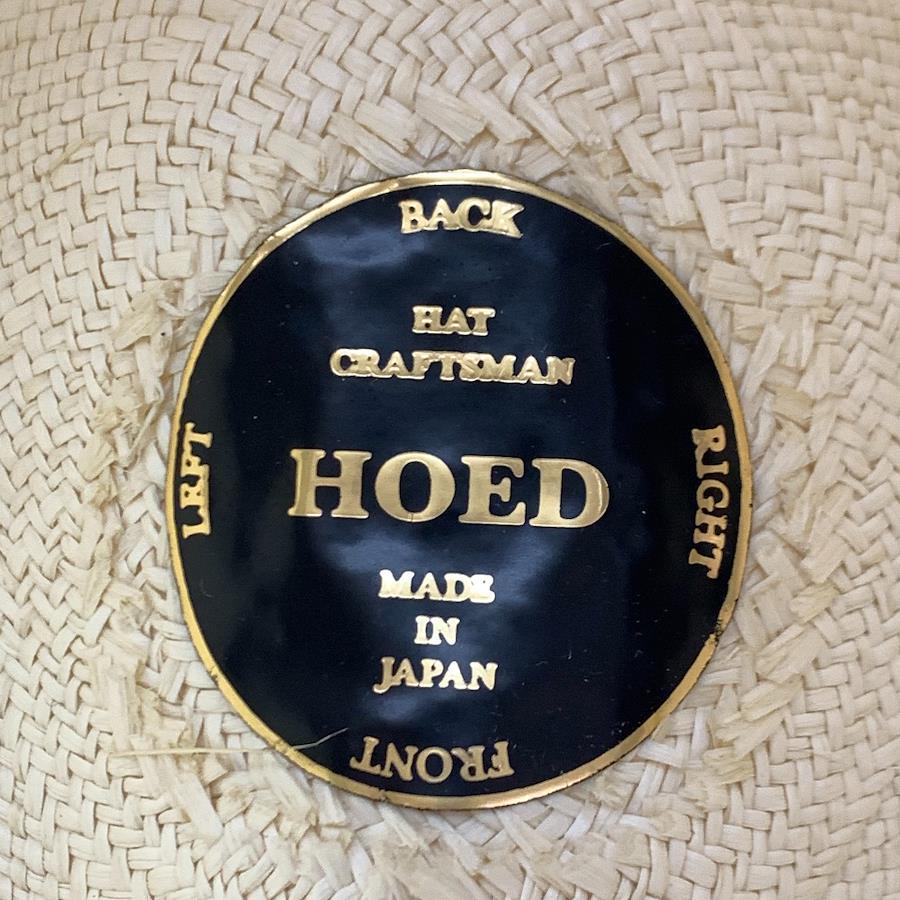 BACK
HAT
CRAFTSMAN
LRFT
HOED
RIGHT
MADE
IN
JAPAN
FRONT